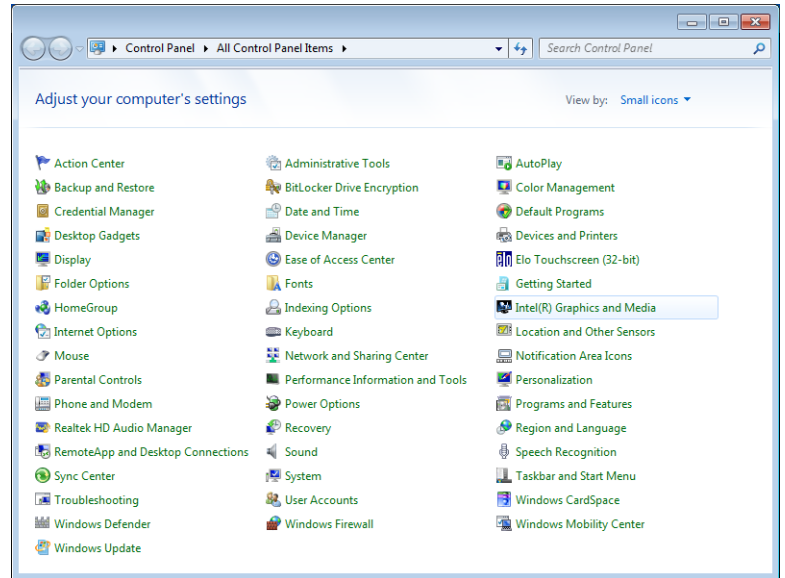 Control Panel All Control Panel Items Search Control Panel
Adjust your computer's settings View by: Small icons
Action Center Administrative Tools AutoPlay
Backup and Restore BitLocker Drive Encryption Color Management
Credential Manager Date and Time Default Programs
Desktop Gadgets Device Manager Devices and Printers
Display Ease of Access Center elo Elo Touchscreen (32-bit)
Folder Options Fonts Getting Started
HomeGroup Indexing Options Intel(R) Graphics and Media
Internet Options Keyboard Location and Other Sensors
Mouse Network and Sharing Center Notification Area Icons
Parental Controls Performance Information and Tools Personalization
Phone and Modem Power Options Programs and Features
Realtek HD Audio Manager Recovery Region and Language
RemoteApp and Desktop Connections Sound Speech Recognition
Sync Center System Taskbar and Start Menu
Troubleshooting User Accounts Windows CardSpace
Windows Defender Windows Firewall Windows Mobility Center
Windows Update